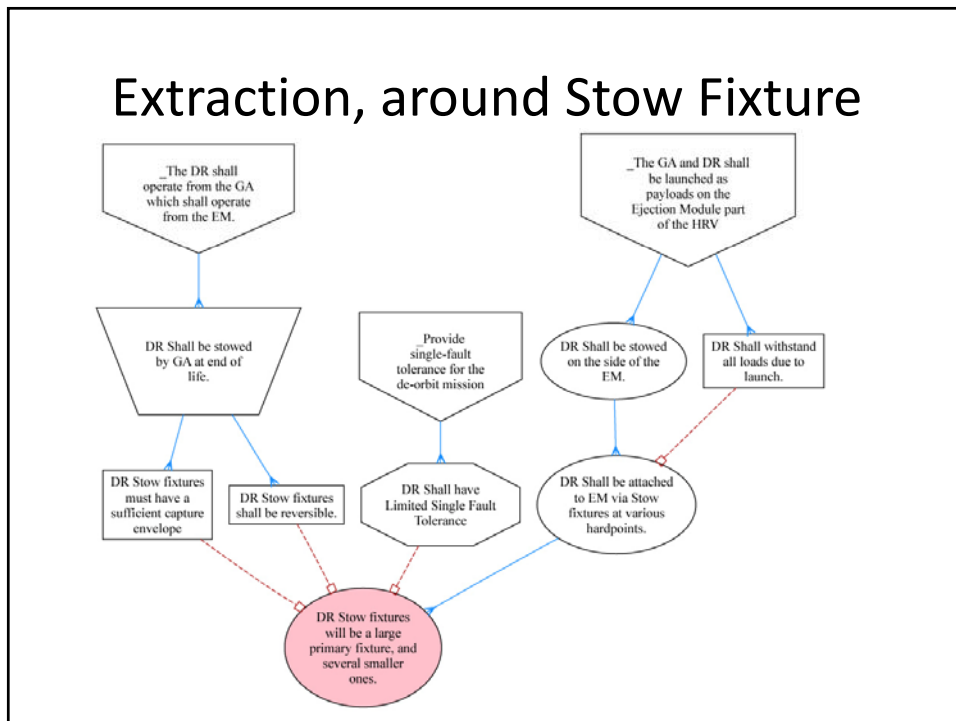 Extraction, around Stow Fixture
_The DR shall
operate from the GA
which shall operate
from the EM.
_The GA and DR shall
be launched as
payloads on the
Ejection Module part
of the HRV
DR Shall be stowed
by GA at end of
life.
_Provide
single-fault
tolerance for the
de-orbit mission
DR Shall be stowed
on the side of the
EM.
DR Shall withstand
all loads due to
launch.
DR Stow fixtures
must have a
sufficient capture
envelope
DR Stow fixtures
shall be reversible.
DR Shall have
Limited Single Fault
Tolerance
DR Shall be attached
to EM via Stow
fixtures at various
hardpoints.
DR Stow fixtures
will be a large
primary fixture, and
several smaller
ones.